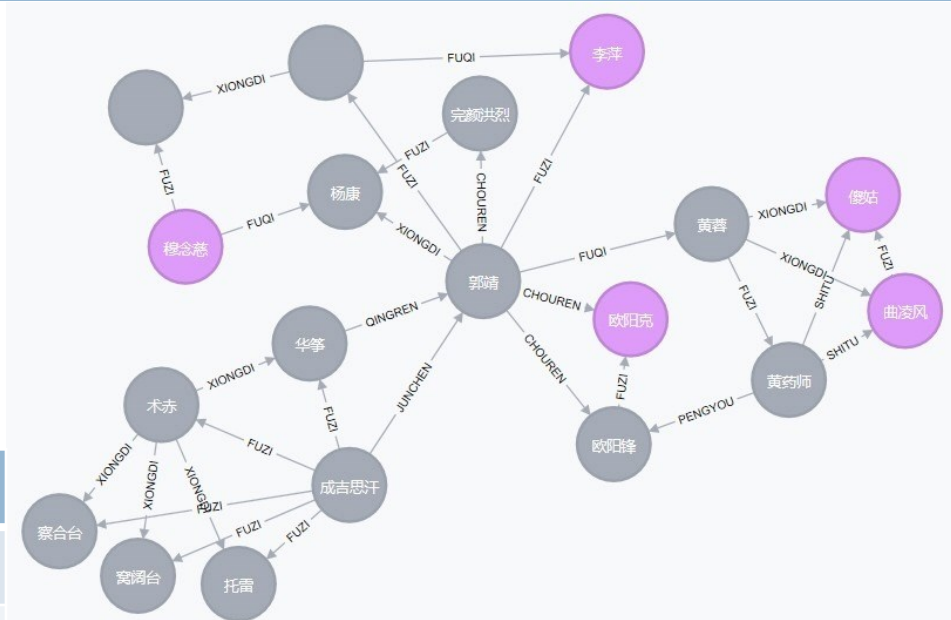 李萍
FUQI
XIONGDI
完颜洪烈
FUZI
FUZI
FUZI
CHOUREN
FUZI
杨康
傻姑
XIONGDI
黄蓉
FUQI
穆念慈
XIONGDI
FUQI
XIONGDI
FUZI
郭靖
SHITU
FUZI
CHOUREN
曲凌风
QINGREN
欧阳克
华筝
SHITU
CHOUREN
黄药师
XIONGDI
JUNCHEN
FUZI
术赤
FUZI
PENGYOU
FUZI
欧阳锋
XIONGDI
XIONGDI
XIONGDI
成吉思汗
FUZI
察合台
FUZI
FUZI
窝阔台
托雷